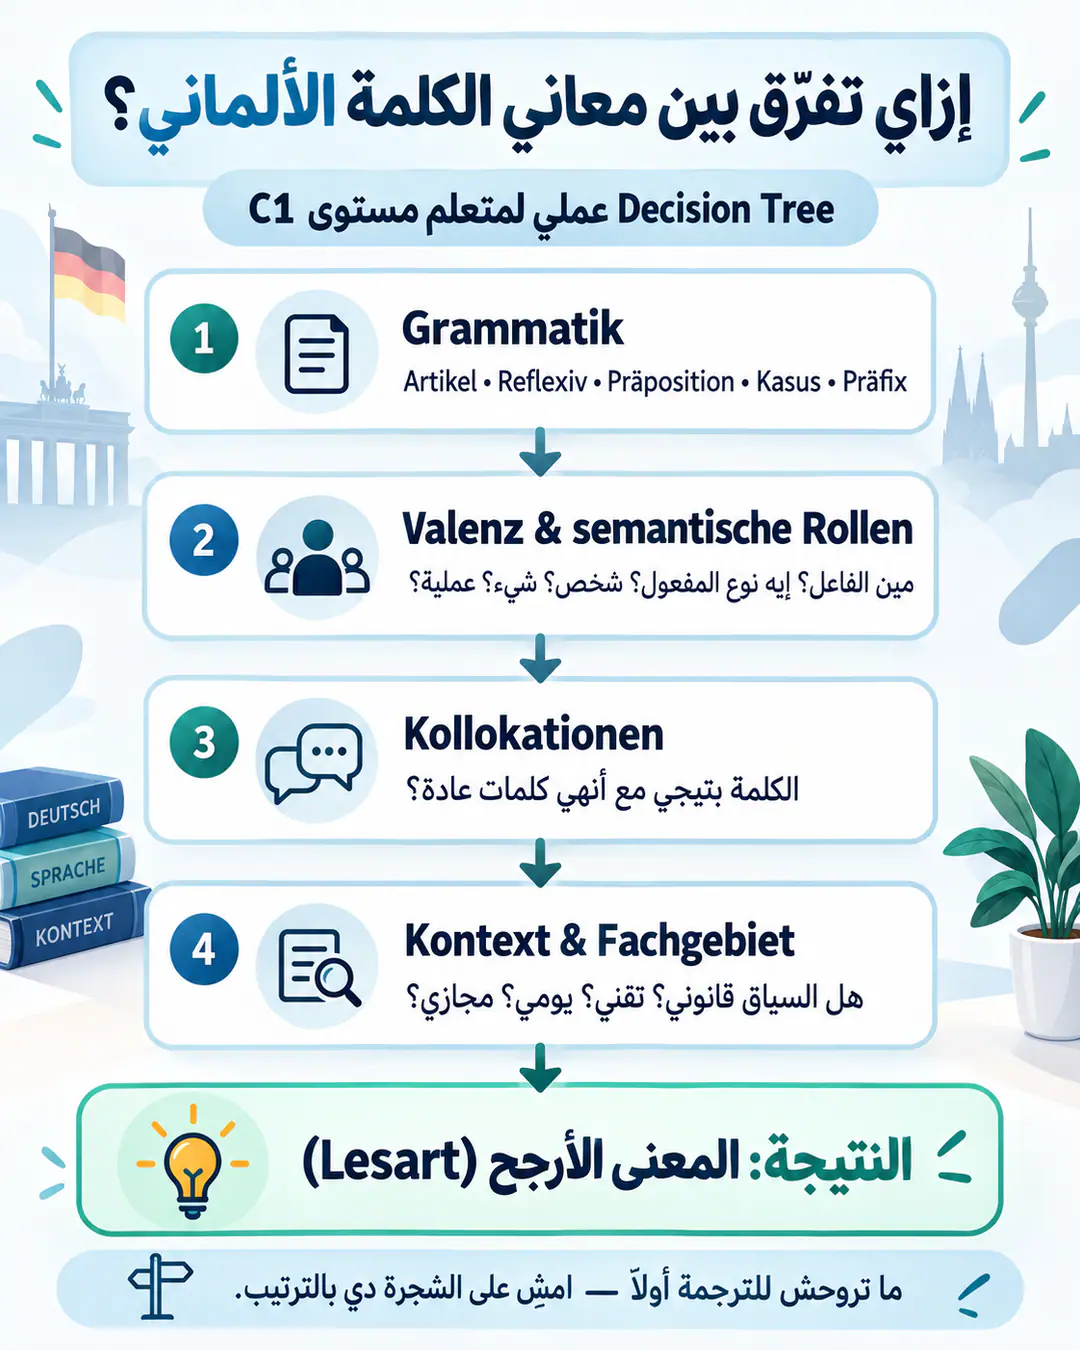 إزاي تفرّق بين معاني الكلمة الألماني؟
Decision Tree عملي لمتعلم مستوى C1
1
Grammatik
Artikel • Reflexiv • Präposition • Kasus • Präfix
2
Valenz & semantische Rollen
مين الفاعل؟ إيه نوع المفعول؟ شخص؟ شيء؟ عملية؟
3
Kollokationen
الكلمة بتيجي مع أنهي كلمات عادة؟
DEUTSCH
SPRACHE
KONTEXT
4
Kontext & Fachgebiet
هل السياق قانوني؟ تقني؟ يومي؟ مجازي؟
النتيجة: المعنى الأرجح (Lesart)
ما تروحش للترجمة أولاً — امشِ على الشجرة دي بالترتيب.